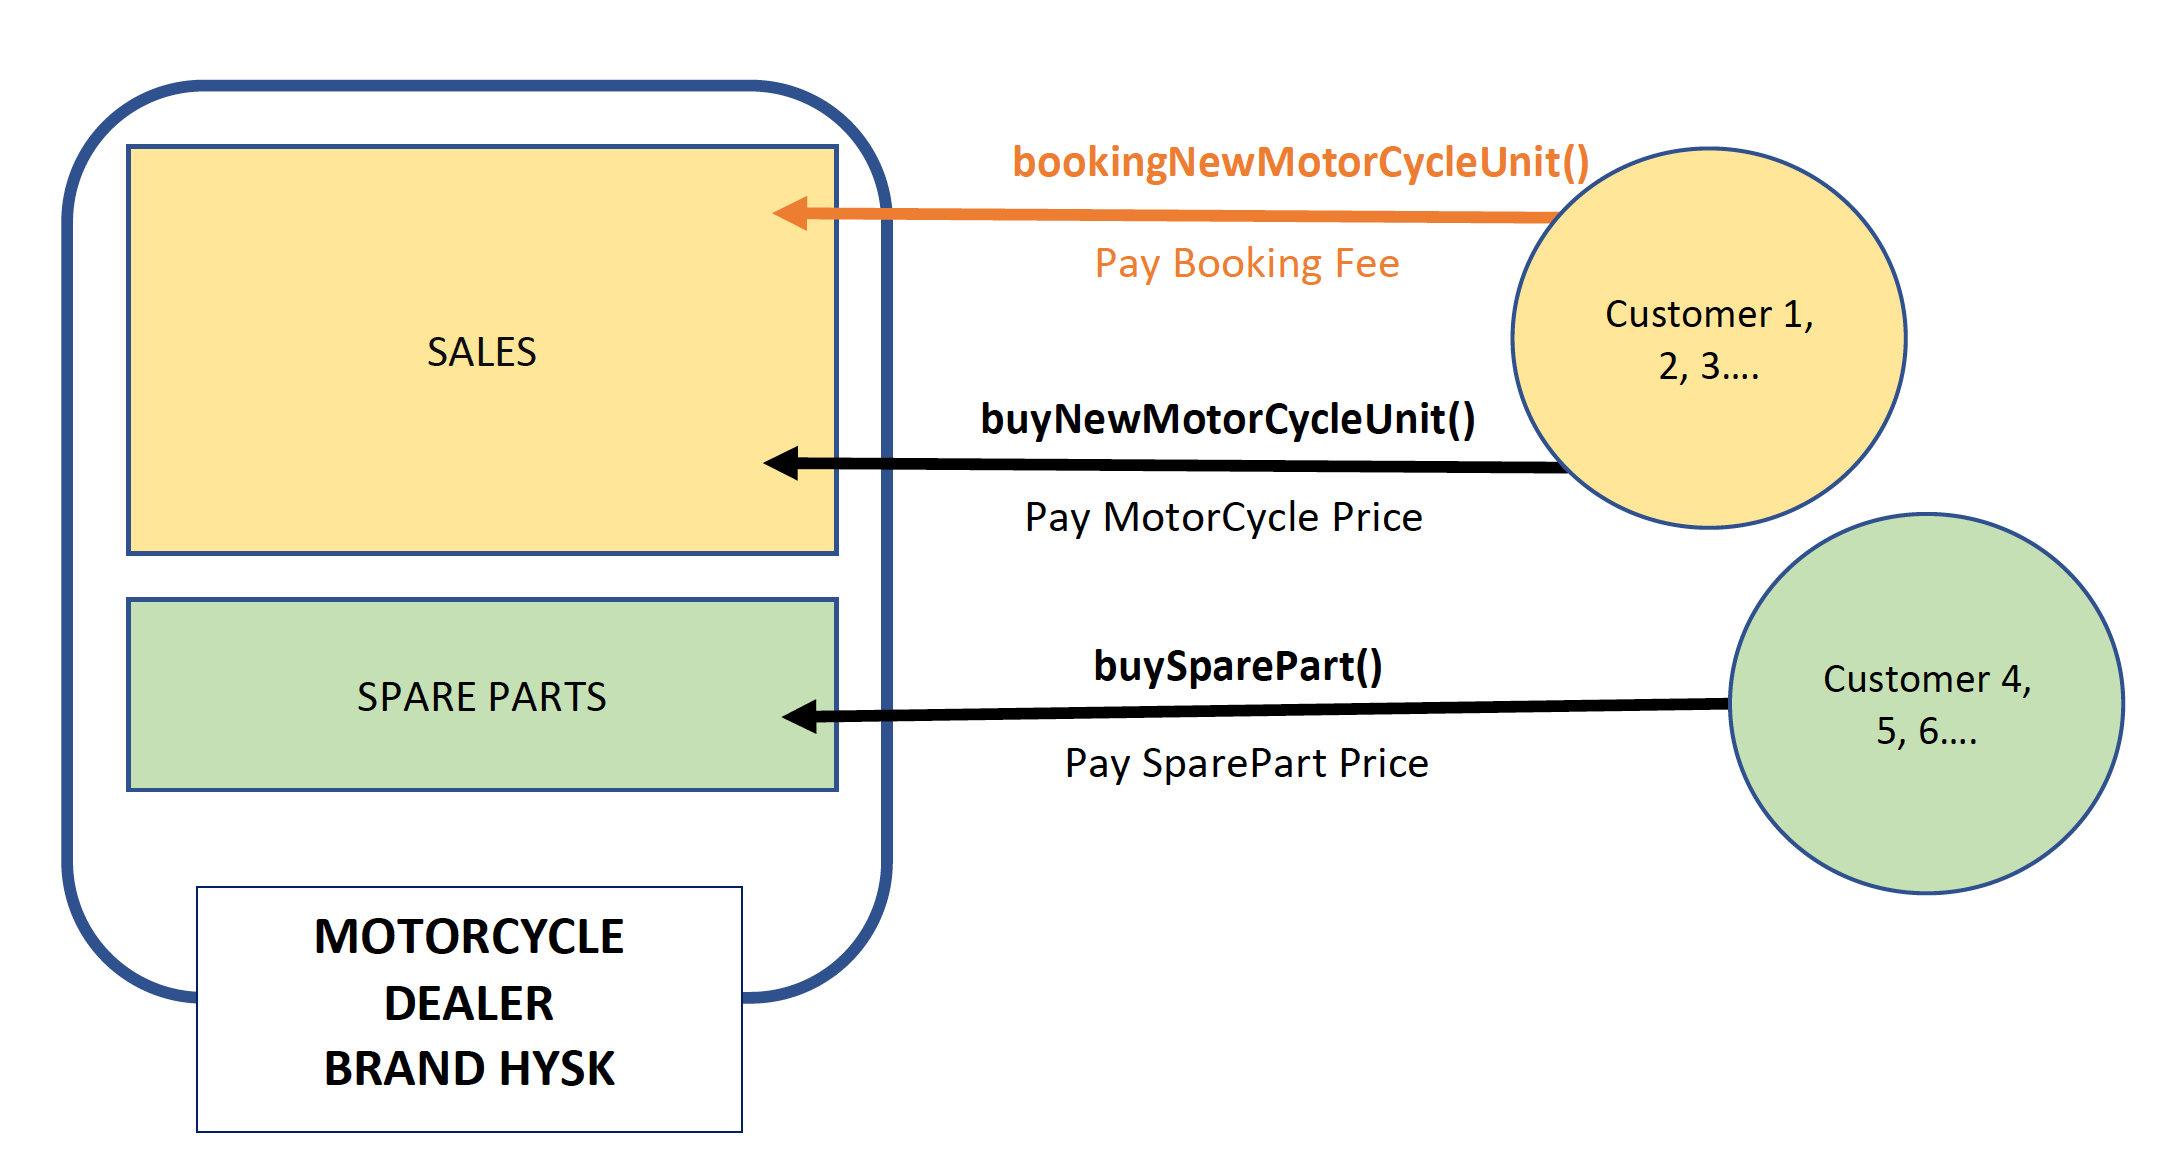 bookingNewMotorCycleUnit()
Pay Booking Fee
SALES
Customer 1,
2, 3....
buyNewMotorCycleUnit()
Pay MotorCycle Price
SPARE PARTS
buySparePart()
Pay SparePart Price
Customer 4,
5, 6....
MOTORCYCLE
DEALER
BRAND HYSK